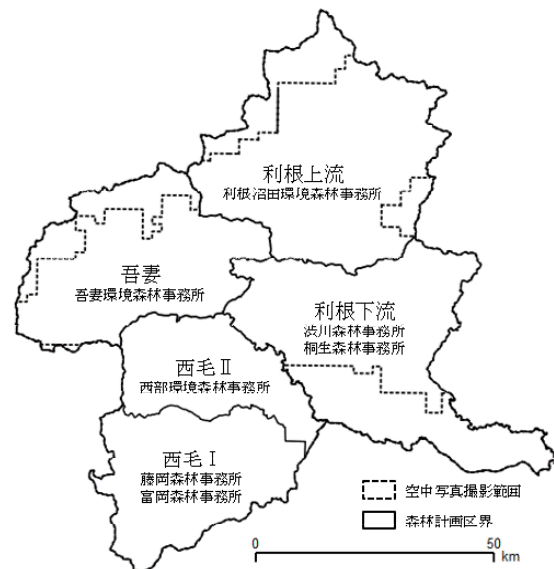 利根上流
利根沼田環境森林事務所
吾妻
吾妻環境森林事務所
利根下流
渋川森林事務所
桐生森林事務所
西毛Ⅱ
西部環境森林事務所
西毛Ⅰ
藤岡森林事務所
富岡森林事務所
空中写真撮影範囲
森林計画区界
0
50
km